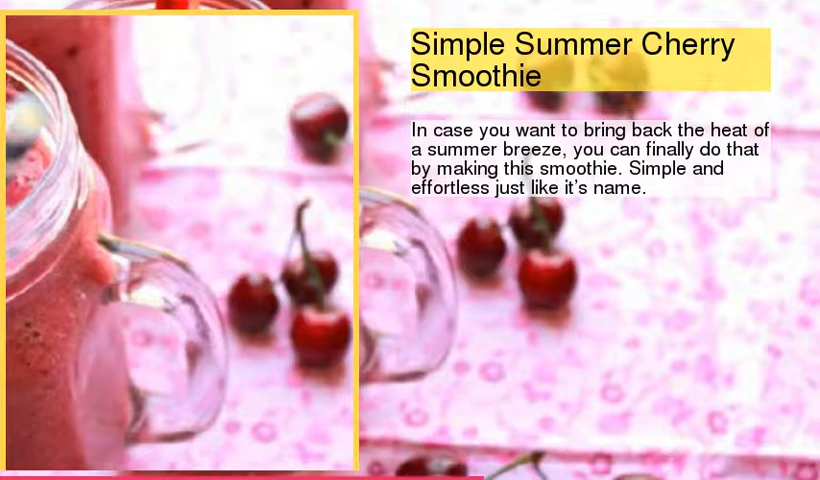 Simple Summer Cherry
Smoothie
In case you want to bring back the heat of
a summer breeze, you can finally do that
by making this smoothie. Simple and
effortless just like it's name.